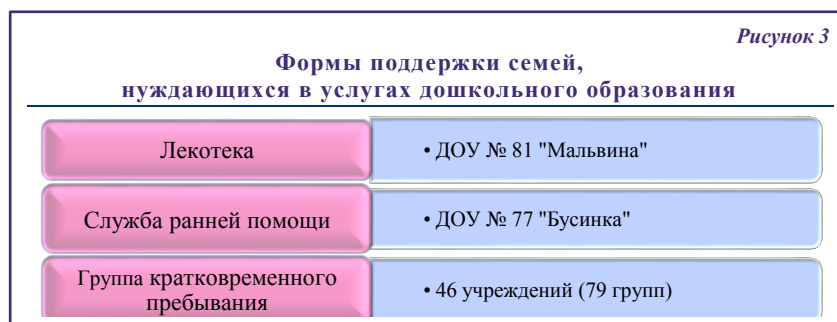 Рисунок 3
Формы поддержки семей,
нуждающихся в услугах дошкольного образования
Лекотека
• ДОУ № 81 "Мальвина"
Служба ранней помощи
• ДОУ № 77 "Бусинка"
Группа кратковременного
пребывания
• 46 учреждений (79 групп)